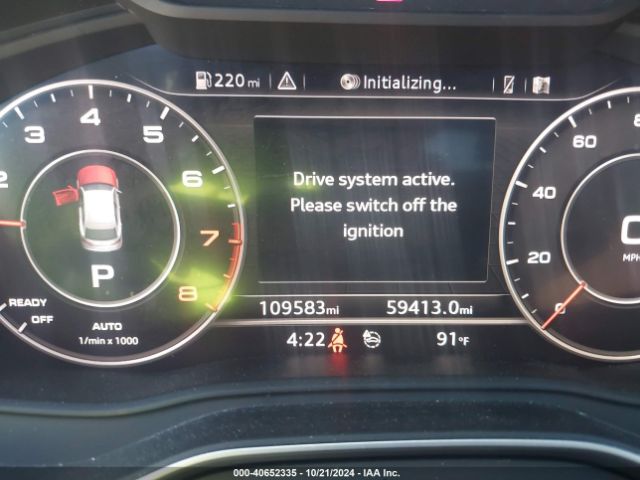 220 mi
Initializing...
3 4 5
2 6
7
8
P
READY
OFF
AUTO
1/min x 1000
Drive system active.
Please switch off the
ignition
109583mi 59413.0mi
4:22 91°F
60
40
20
0
MPH
000-40652335 - 10/21/2024 - IAA Inc.